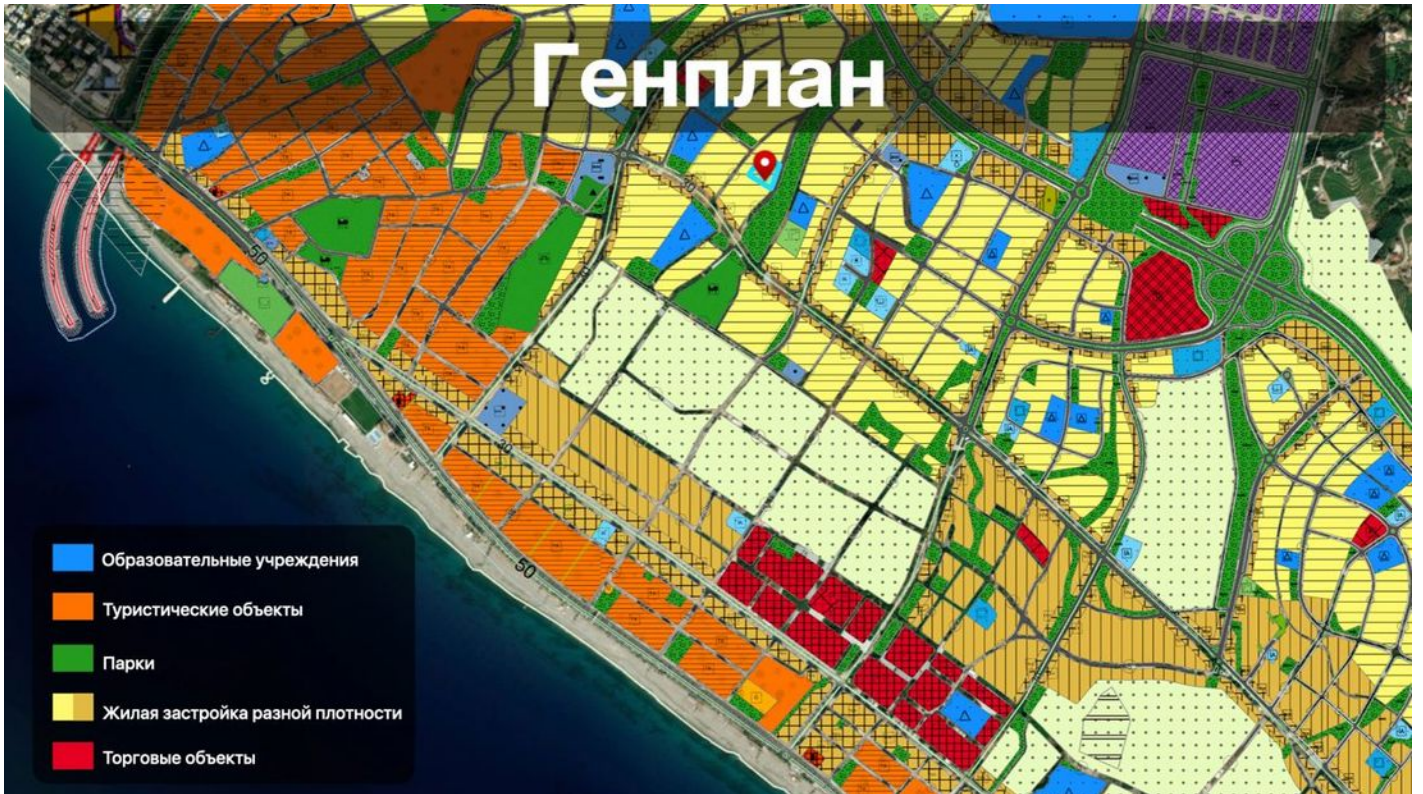 Генплан
50
50
Образовательные учреждения
Туристические объекты
Парки
Жилая застройка разной плотности
Торговые объекты